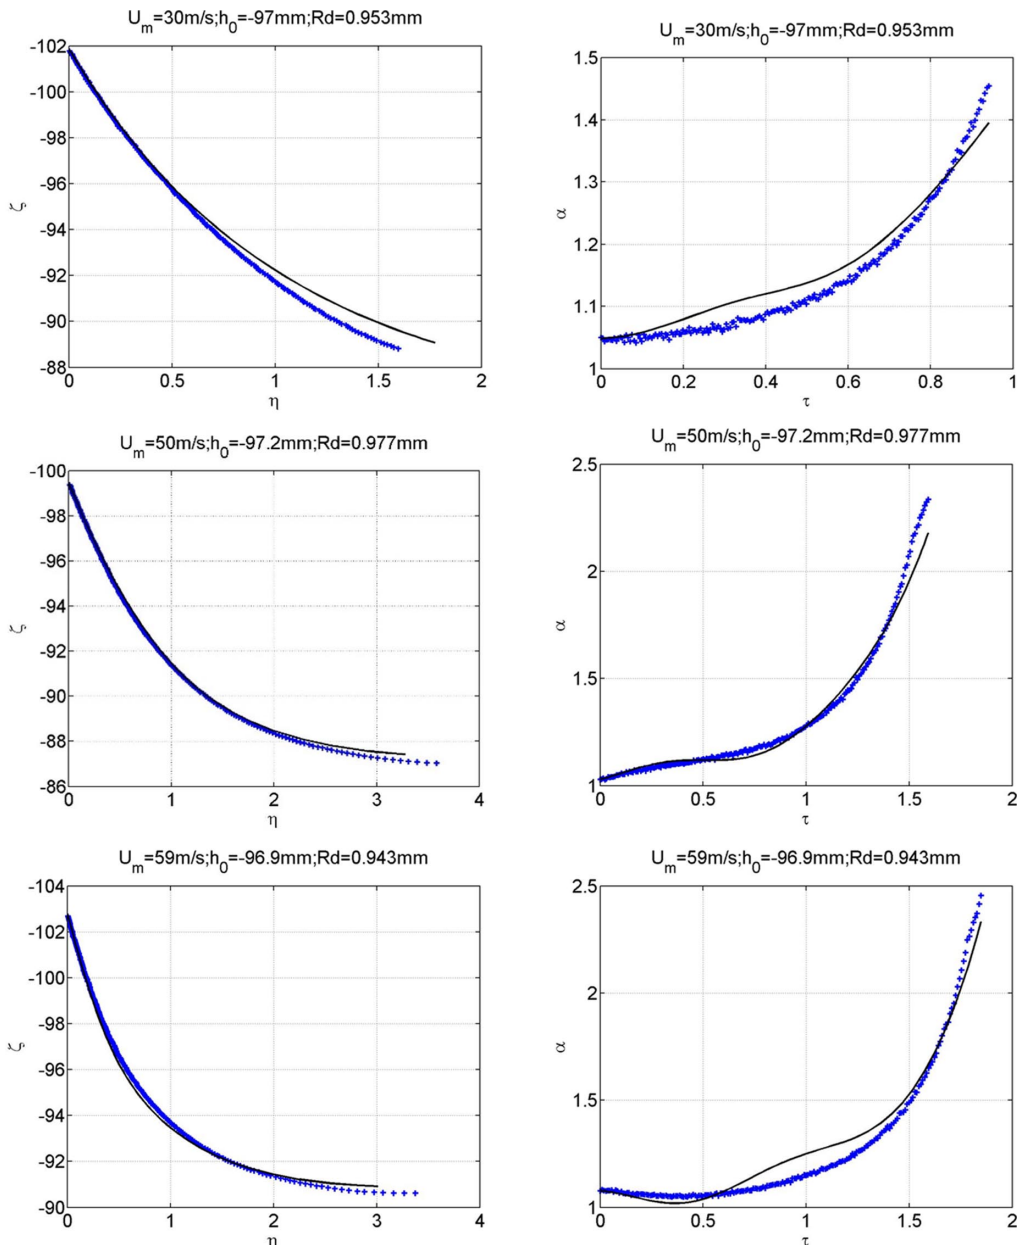 U_m=30m/s;h_0=-97mm;Rd=0.953mm
-102
-100
-98
-96
-94
-92
-90
-88
ζ
0 0.5 1 1.5 2
η
U_m=30m/s;h_0=-97mm;Rd=0.953mm
1.5
1.4
1.3
1.2
1.1
1
α
0 0.2 0.4 0.6 0.8 1
τ
U_m=50m/s;h_0=-97.2mm;Rd=0.977mm
-100
-98
-96
-94
-92
-90
-88
-86
ζ
0 1 2 3 4
η
U_m=50m/s;h_0=-97.2mm;Rd=0.977mm
2.5
2
1.5
1
α
0 0.5 1 1.5 2
τ
U_m=59m/s;h_0=-96.9mm;Rd=0.943mm
-104
-102
-100
-98
-96
-94
-92
-90
ζ
0 1 2 3 4
η
U_m=59m/s;h_0=-96.9mm;Rd=0.943mm
2.5
2
1.5
1
α
0 0.5 1 1.5 2
τ